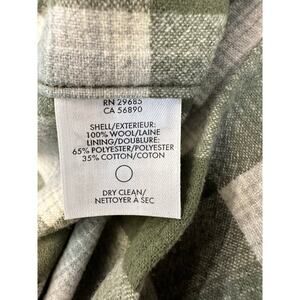 RN 29685
CA 56890
SHELL/EXTERIEUR:
100% WOOL/LAINE
LINING/DOUBLURE:
65% POLYESTER/POLYESTER
35% COTTON/COTON
DRY CLEAN/
NETTOYER À SEC